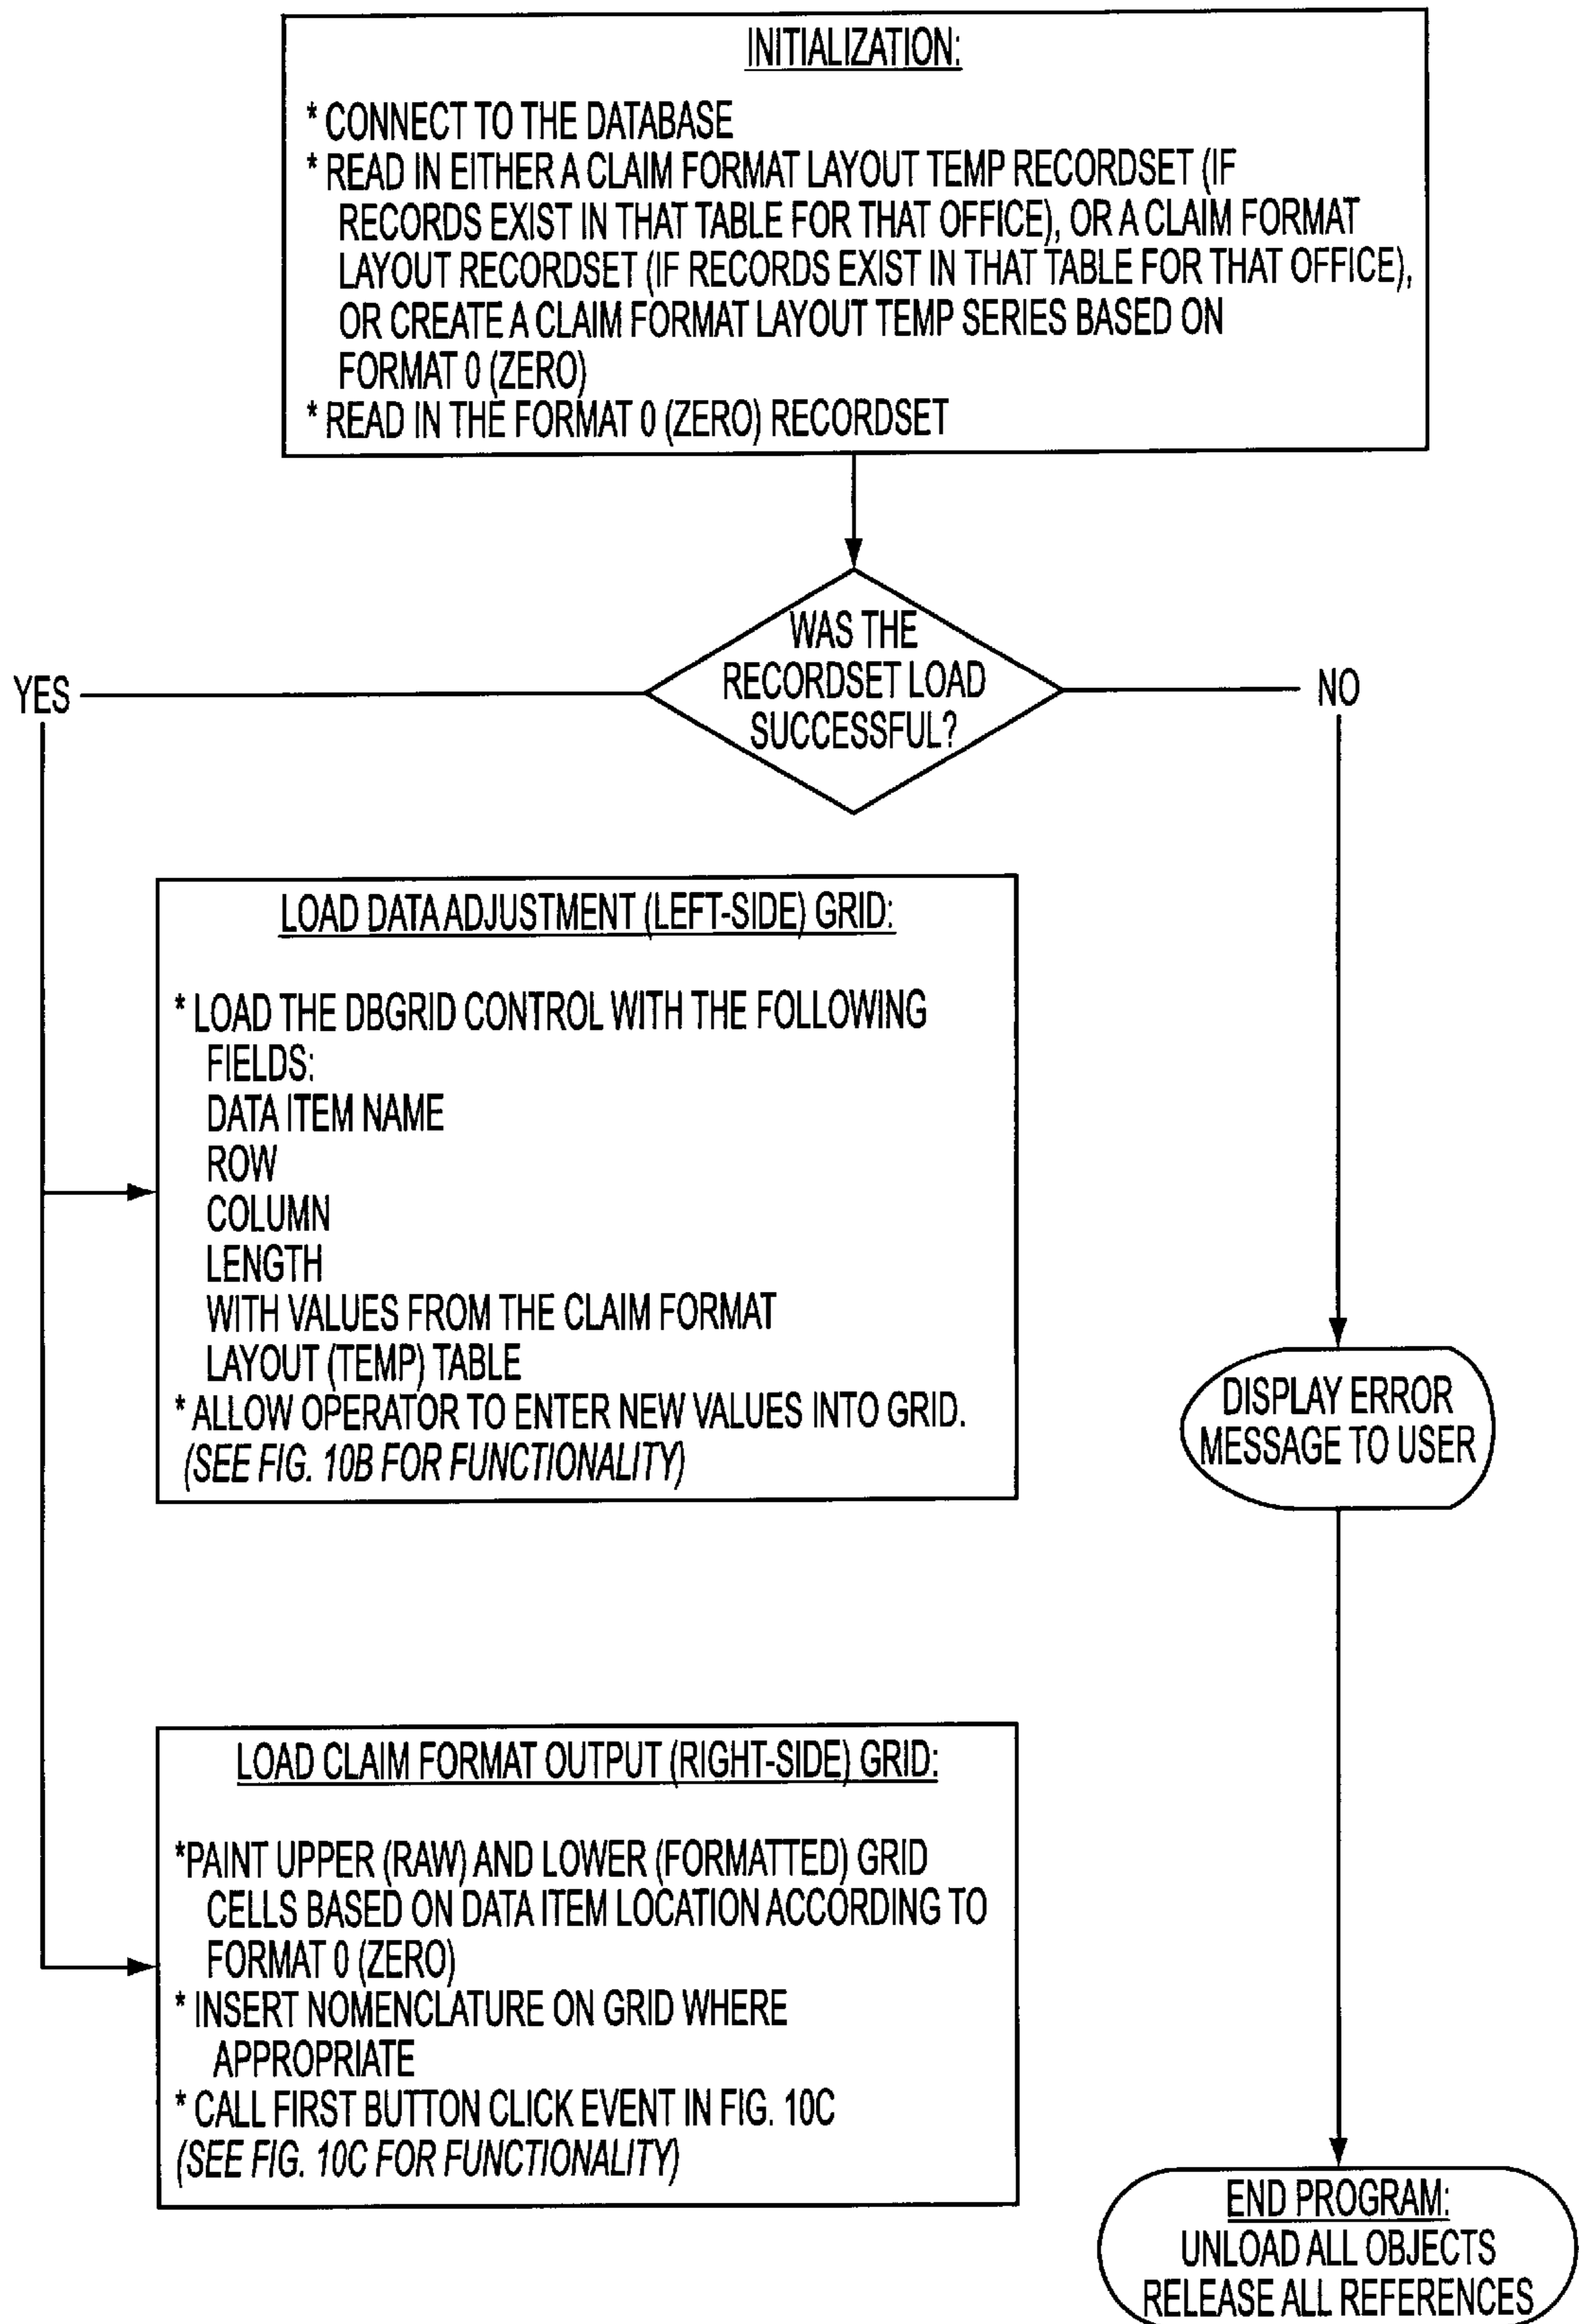 INITIALIZATION:
* CONNECT TO THE DATABASE
* READ IN EITHER A CLAIM FORMAT LAYOUT TEMP RECORDSET (IF
RECORDS EXIST IN THAT TABLE FOR THAT OFFICE), OR A CLAIM FORMAT
LAYOUT RECORDSET (IF RECORDS EXIST IN THAT TABLE FOR THAT OFFICE),
OR CREATE A CLAIM FORMAT LAYOUT TEMP SERIES BASED ON
FORMAT 0 (ZERO)
* READ IN THE FORMAT 0 (ZERO) RECORDSET
WAS THE
RECORDSET LOAD
SUCCESSFUL?
YES
NO
LOAD DATA ADJUSTMENT (LEFT-SIDE) GRID:
* LOAD THE DBGRID CONTROL WITH THE FOLLOWING
FIELDS:
DATA ITEM NAME
ROW
COLUMN
LENGTH
WITH VALUES FROM THE CLAIM FORMAT
LAYOUT (TEMP) TABLE
* ALLOW OPERATOR TO ENTER NEW VALUES INTO GRID.
(SEE FIG. 10B FOR FUNCTIONALITY)
DISPLAY ERROR
MESSAGE TO USER
LOAD CLAIM FORMAT OUTPUT (RIGHT-SIDE) GRID:
*PAINT UPPER (RAW) AND LOWER (FORMATTED) GRID
CELLS BASED ON DATA ITEM LOCATION ACCORDING TO
FORMAT 0 (ZERO)
* INSERT NOMENCLATURE ON GRID WHERE
APPROPRIATE
* CALL FIRST BUTTON CLICK EVENT IN FIG. 10C
(SEE FIG. 10C FOR FUNCTIONALITY)
END PROGRAM:
UNLOAD ALL OBJECTS
RELEASE ALL REFERENCES